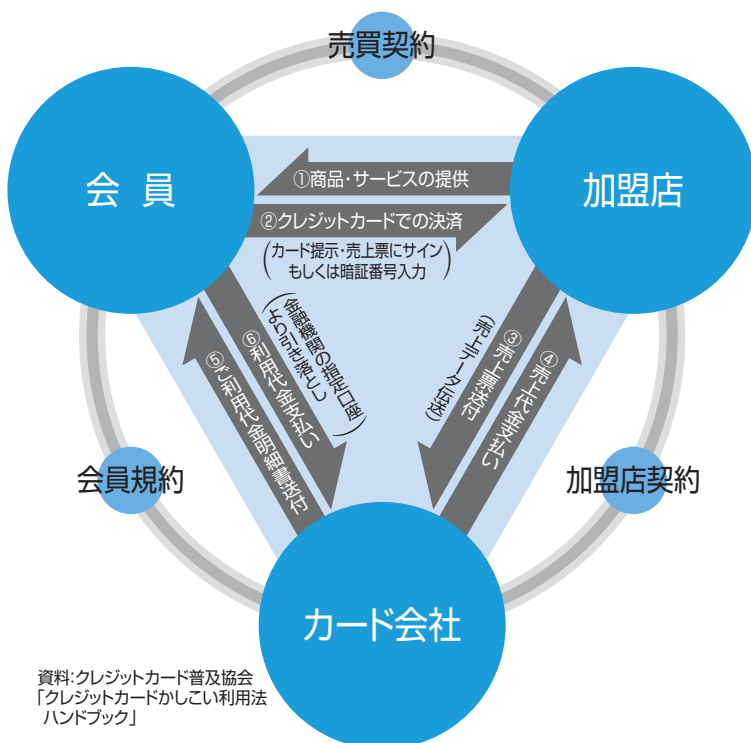 売買契約
会 員
加盟店
①商品・サービスの提供
②クレジットカードでの決済
(カード提示・売上票にサイン
もしくは暗証番号入力)
(金融機関の指定口座
より引き落とし)
⑥利用代金支払い
⑤ご利用代金明細書送付
(売上データ伝送)
③売上票送付
④売上代金支払い
会員規約
加盟店契約
カード会社
資料:クレジットカード普及協会
「クレジットカードかしこい利用法
ハンドブック」